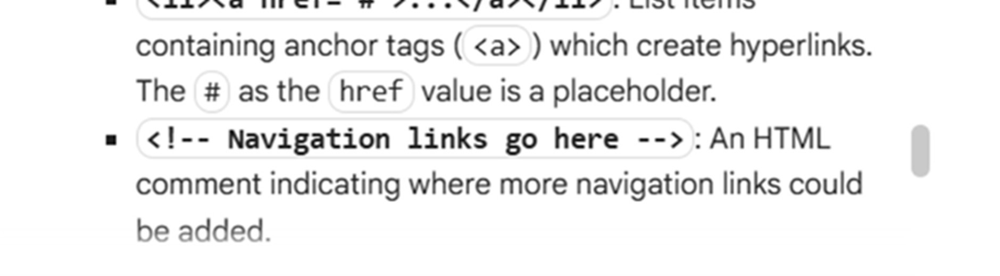 <li><a href="#">...</a></li>: List items
containing anchor tags (<a>) which create hyperlinks.
The # as the href value is a placeholder.
<!-- Navigation links go here -->: An HTML
comment indicating where more navigation links could
be added.